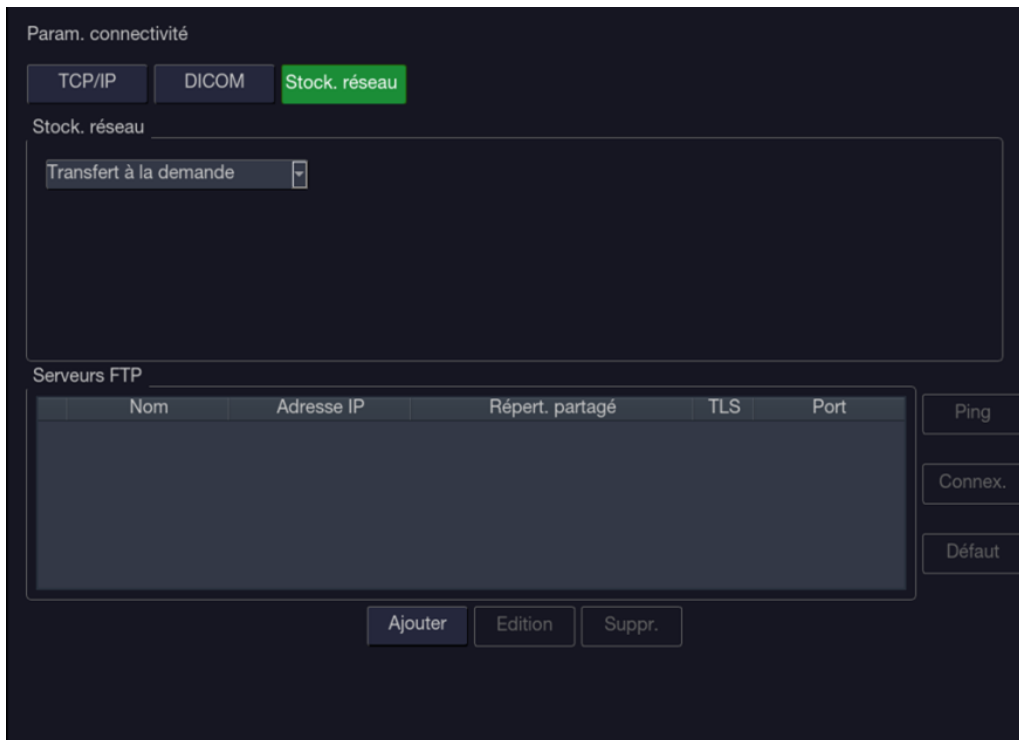 Param. connectivité
TCP/IP DICOM Stock. réseau
Stock. réseau
Transfert à la demande
Serveurs FTP
Nom Adresse IP Répert. partagé TLS Port
Ping
Connex.
Défaut
Ajouter Edition Suppr.